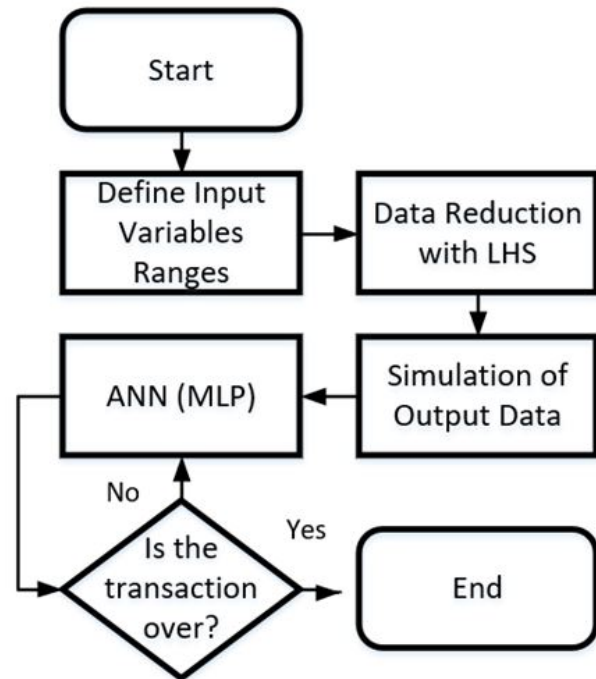 Start
Define Input
Variables
Ranges
Data Reduction
with LHS
Simulation of
Output Data
ANN (MLP)
No
Is the
transaction
over?
Yes
End